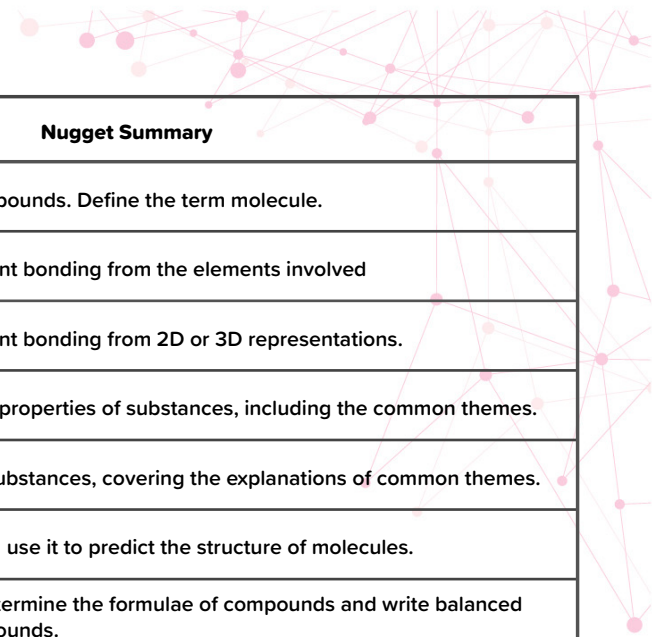 Nugget Summary
pounds. Define the term molecule.
nt bonding from the elements involved
nt bonding from 2D or 3D representations.
properties of substances, including the common themes.
ubstances, covering the explanations of common themes.
use it to predict the structure of molecules.
termine the formulae of compounds and write balanced
ounds.